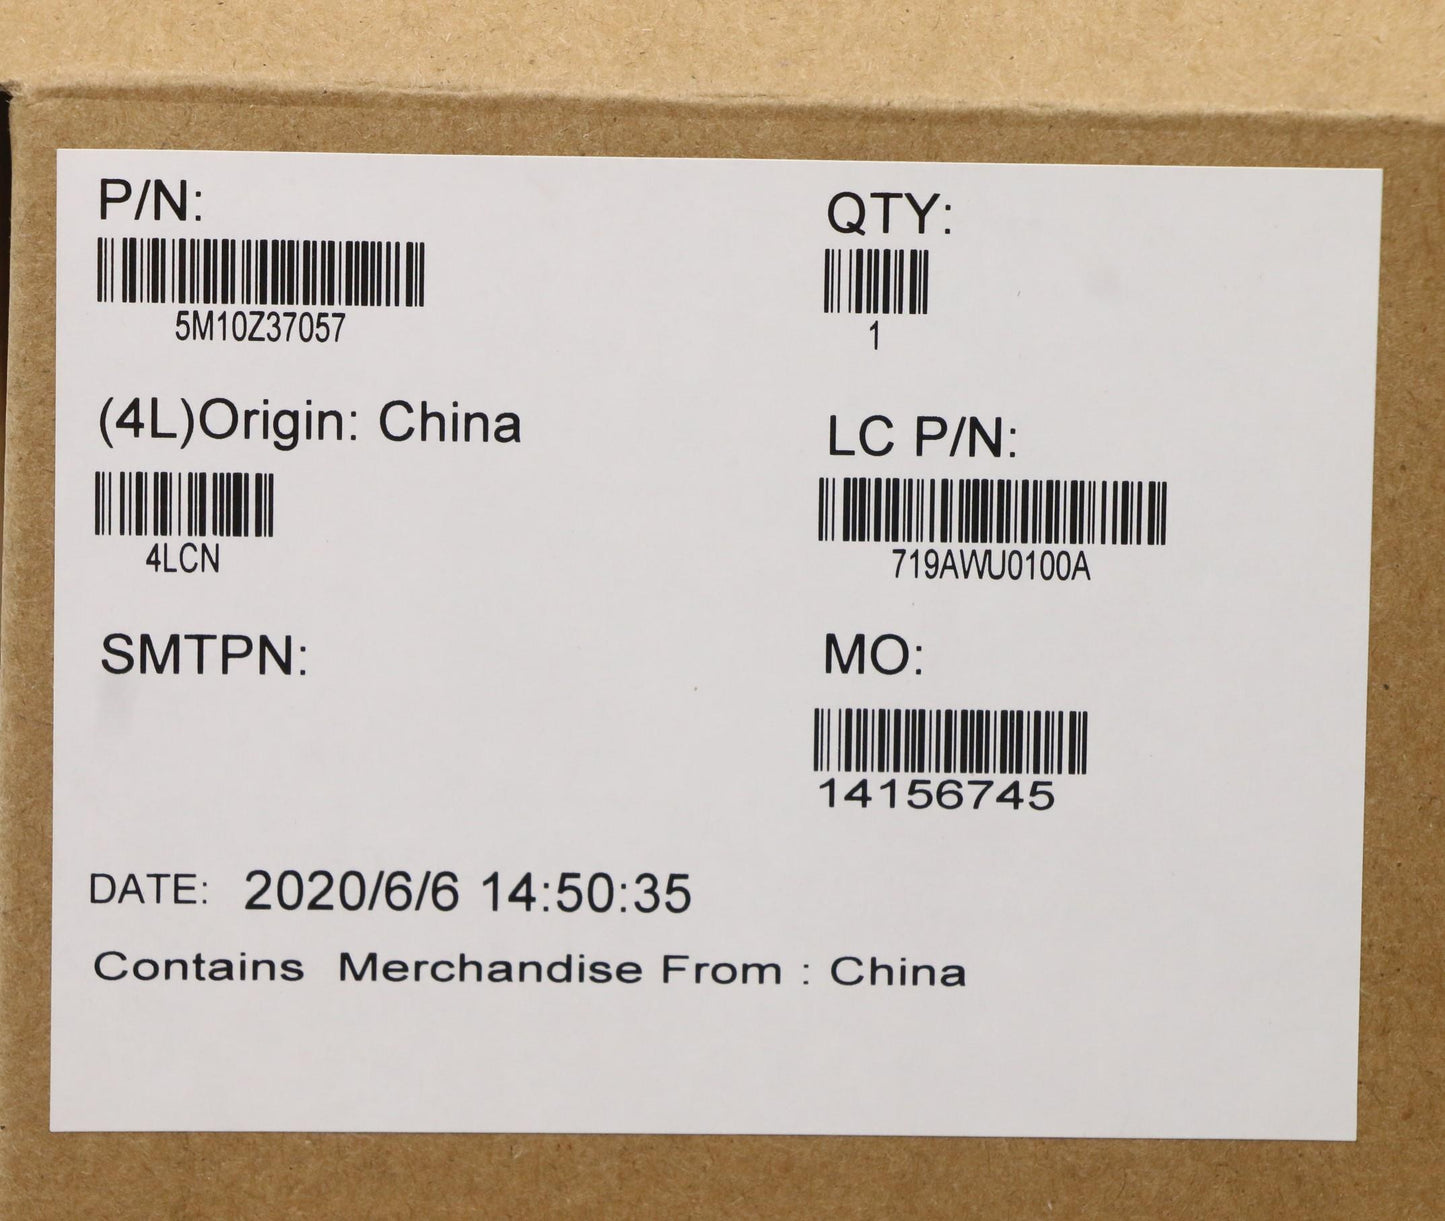 P/N:
5M10Z37057
QTY:
1
(4L)Origin: China
4LCN
LC P/N:
719AWU0100A
SMTPN:
MO:
14156745
DATE: 2020/6/6 14:50:35
Contains Merchandise From : China